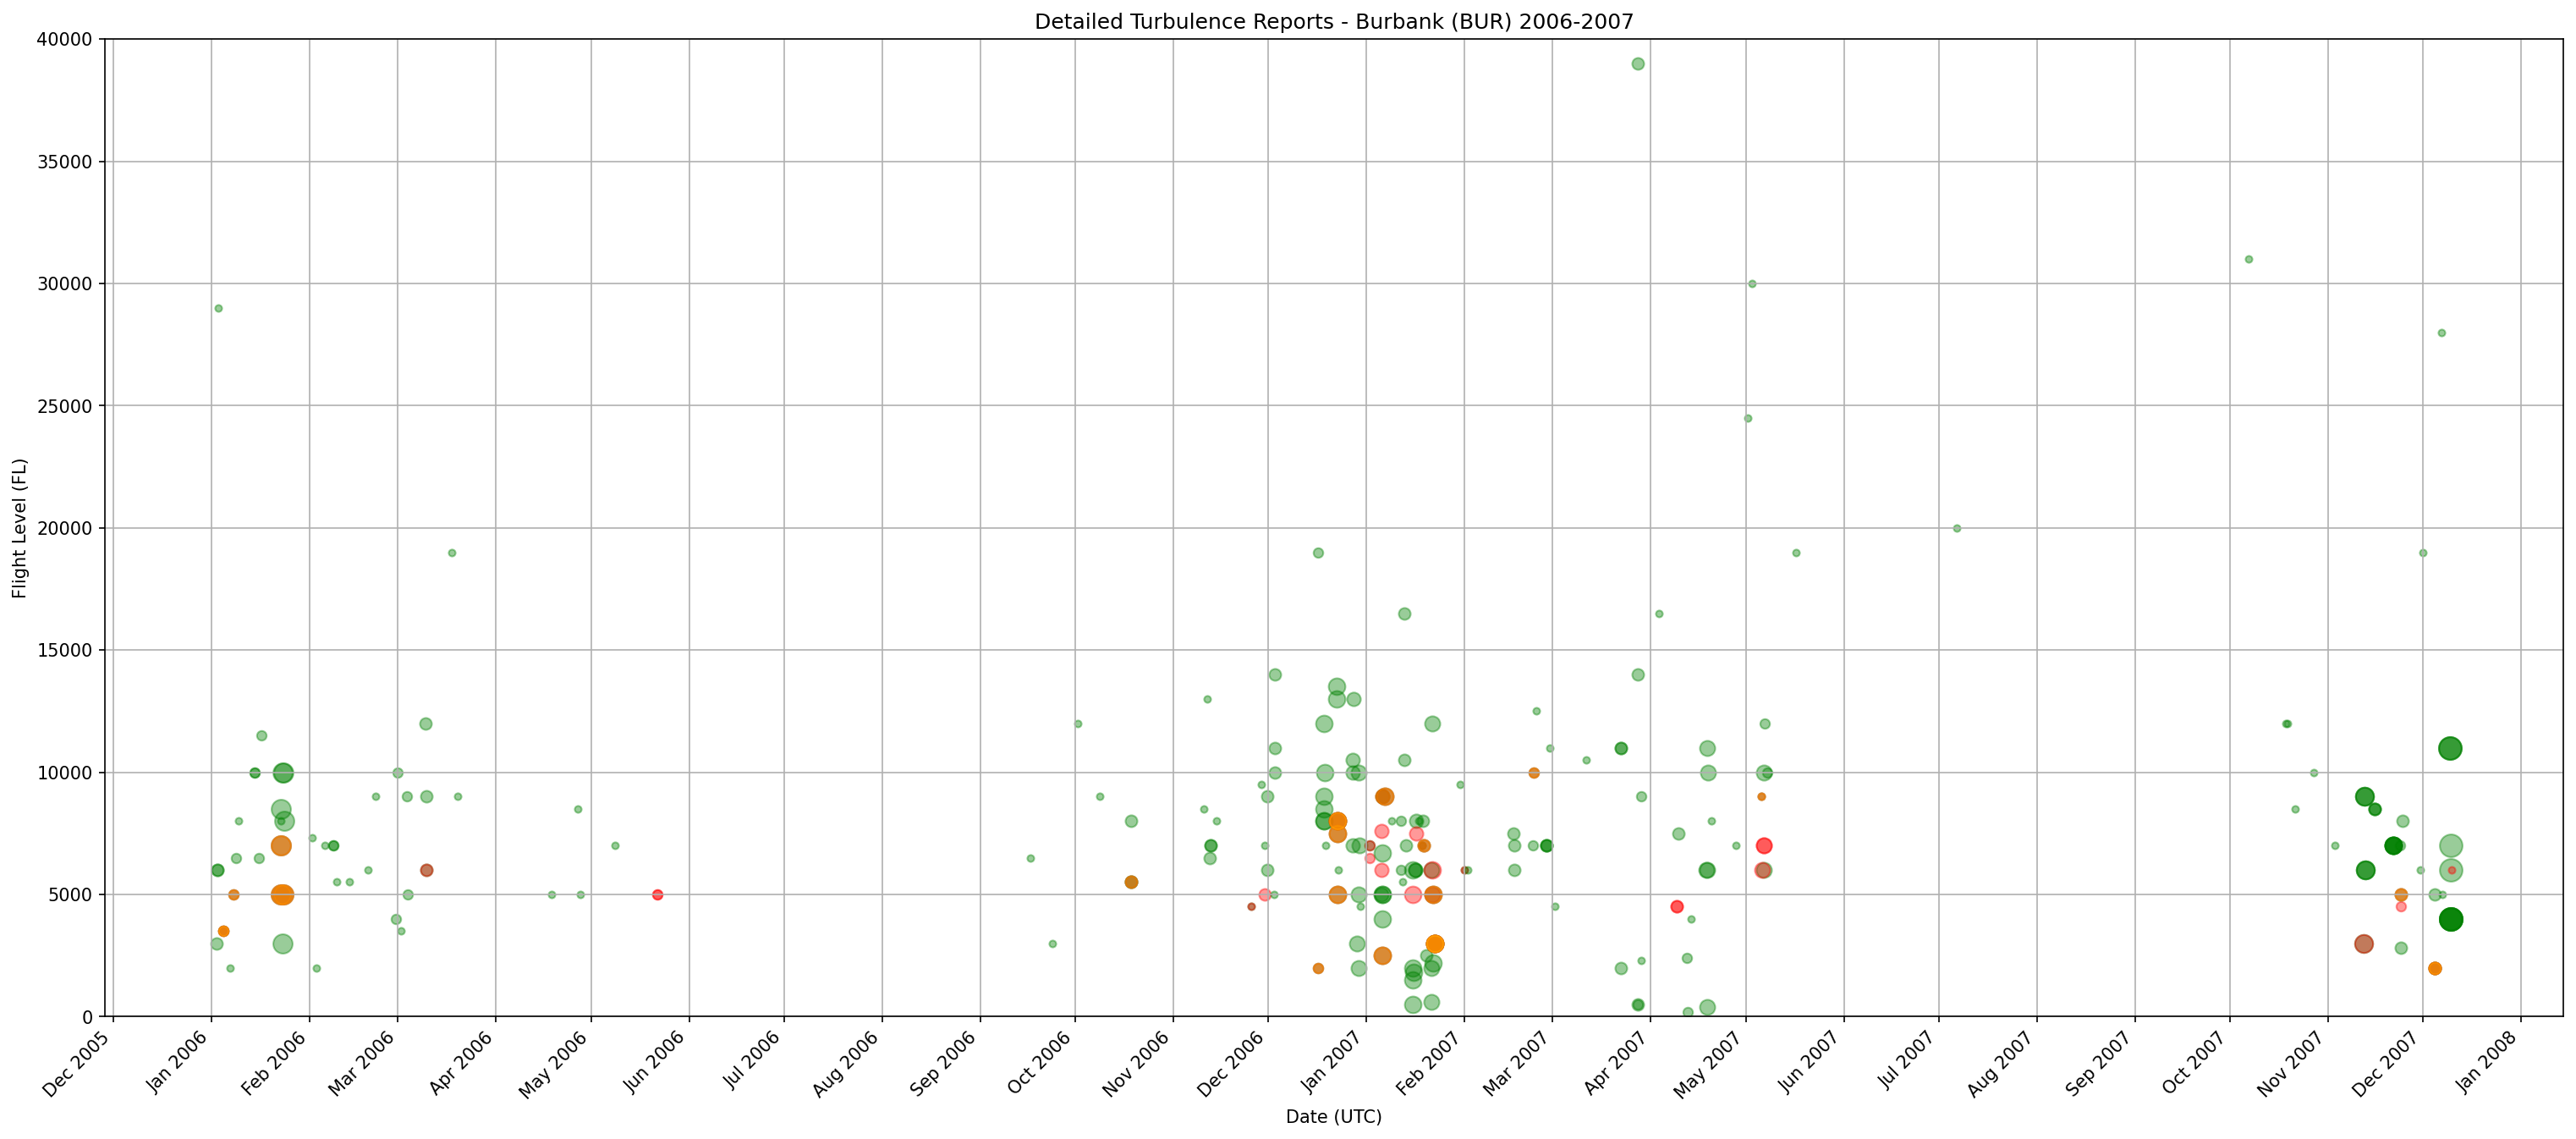 Detailed Turbulence Reports - Burbank (BUR) 2006-2007
40000
35000
30000
25000
20000
15000
10000
5000
0
Flight Level (FL)
Dec 2005
Jan 2006
Feb 2006
Mar 2006
Apr 2006
May 2006
Jun 2006
Jul 2006
Aug 2006
Sep 2006
Oct 2006
Nov 2006
Dec 2006
Jan 2007
Feb 2007
Mar 2007
Apr 2007
May 2007
Jun 2007
Jul 2007
Aug 2007
Sep 2007
Oct 2007
Nov 2007
Dec 2007
Jan 2008
Date (UTC)